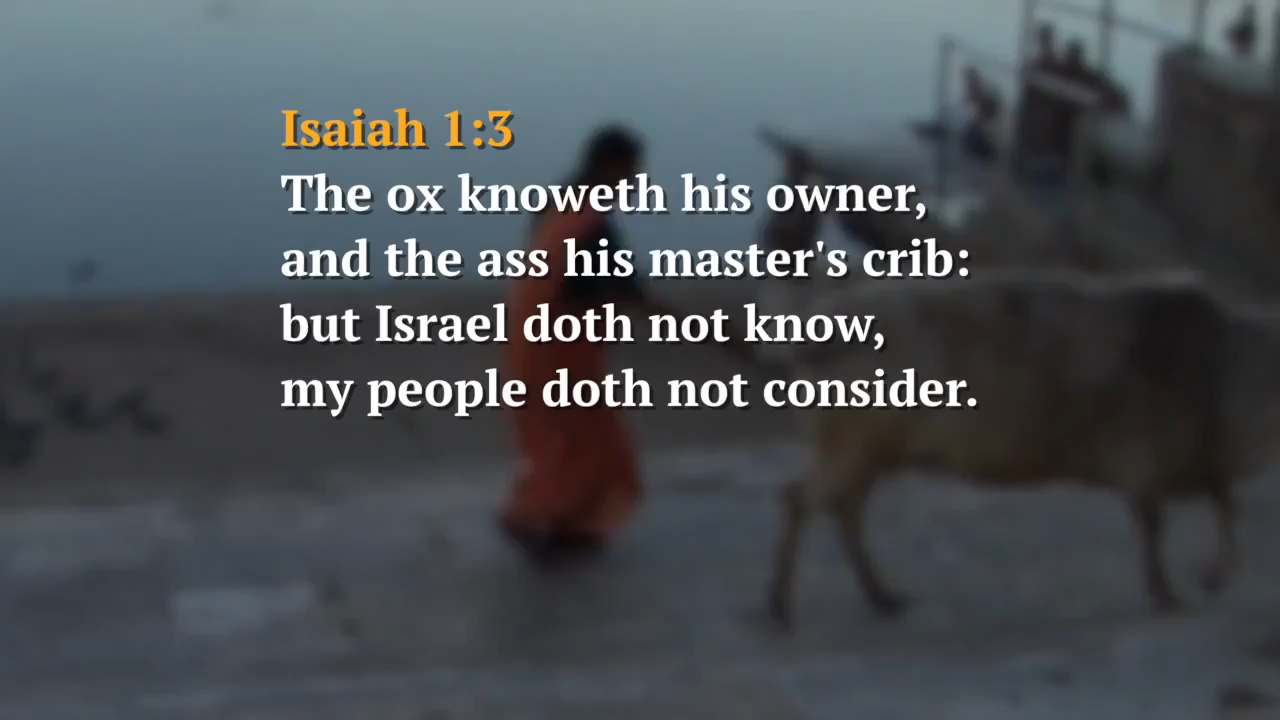 Isaiah 1:3
The ox knoweth his owner,
and the ass his master's crib:
but Israel doth not know,
my people doth not consider.